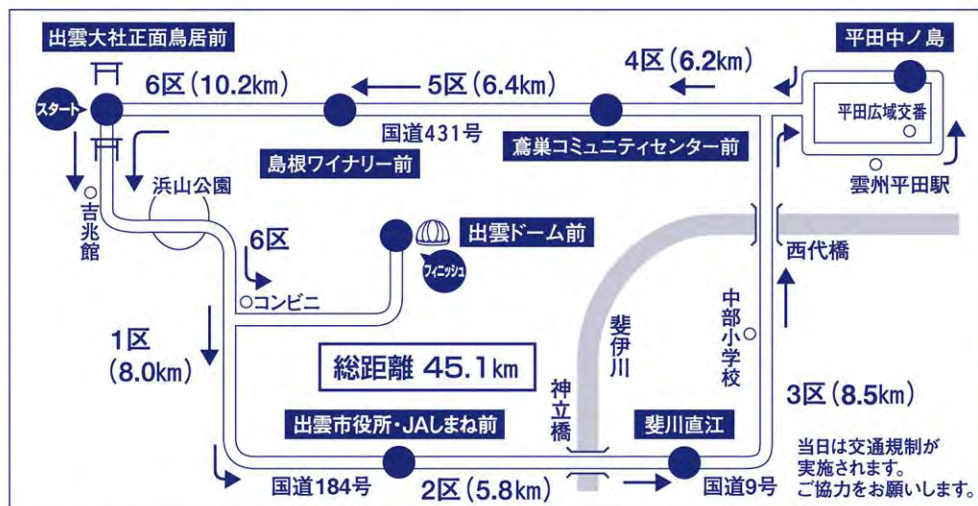 出雲大社正面鳥居前
平田中ノ島
6区(10.2km)
5区(6.4km)
4区(6.2km)
スタート
国道431号
平田広域交番
島根ワイナリー前
鳶巣コミュニティセンター前
雲州平田駅
浜山公園
吉兆館
6区
出雲ドーム前
フィニッシュ
西代橋
コンビニ
斐伊川
中部小学校
1区
(8.0km)
総距離 45.1km
神立橋
3区(8.5km)
出雲市役所・JAしまね前
斐川直江
当日は交通規制が
実施されます。
ご協力をお願いします。
国道184号
2区(5.8km)
国道9号